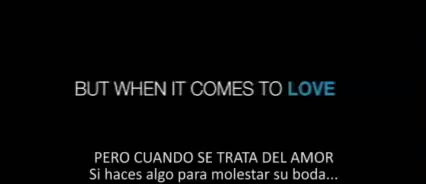 BUT WHEN IT COMES TO LOVE
PERO CUANDO SE TRATA DEL AMOR
Si haces algo para molestar su boda...